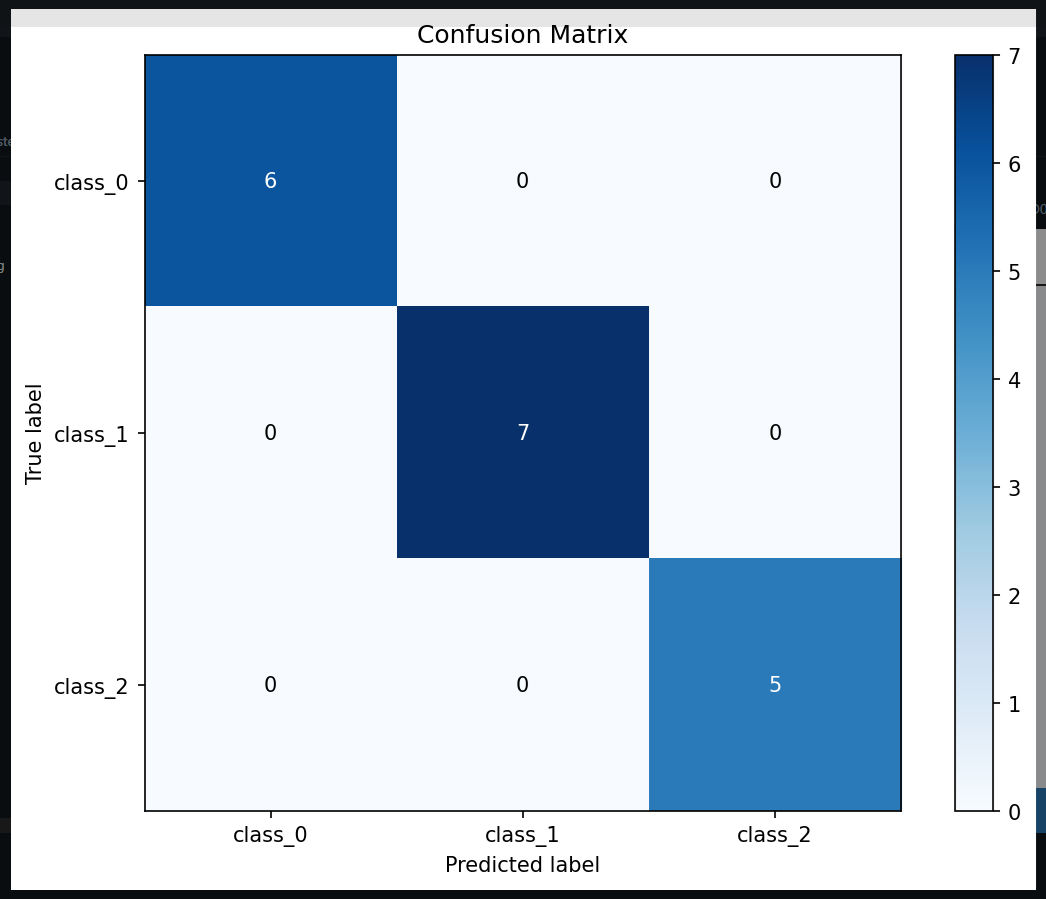 Confusion Matrix
class_0
class_1
class_2
True label
6 0 0
0 7 0
0 0 5
class_0 class_1 class_2
Predicted label
7
6
5
4
3
2
1
0